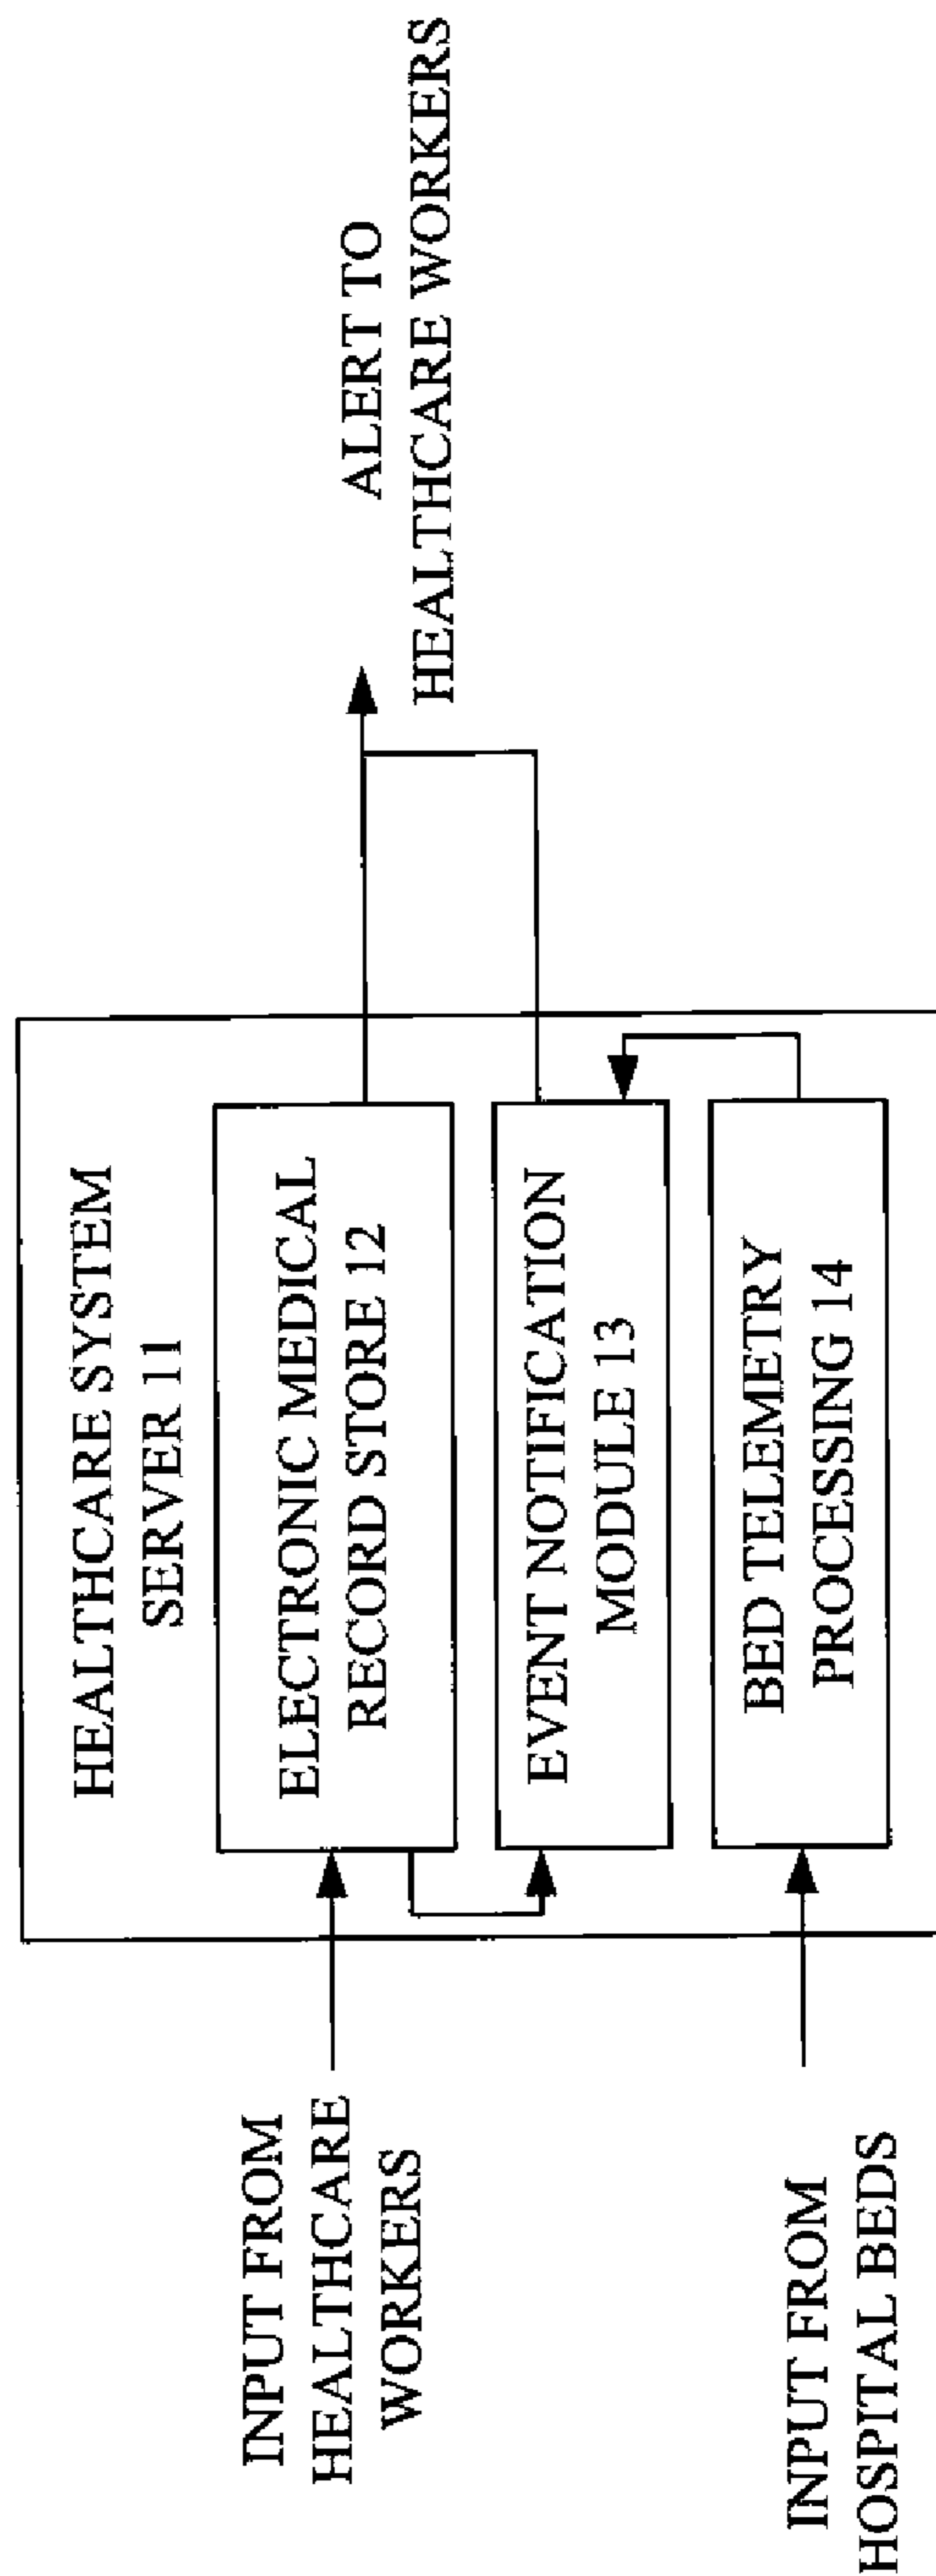 HEALTHCARE SYSTEM
SERVER 11
INPUT FROM
HEALTHCARE
WORKERS
ELECTRONIC MEDICAL
RECORD STORE 12
ALERT TO
HEALTHCARE WORKERS
EVENT NOTIFICATION
MODULE 13
INPUT FROM
HOSPITAL BEDS
BED TELEMETRY
PROCESSING 14